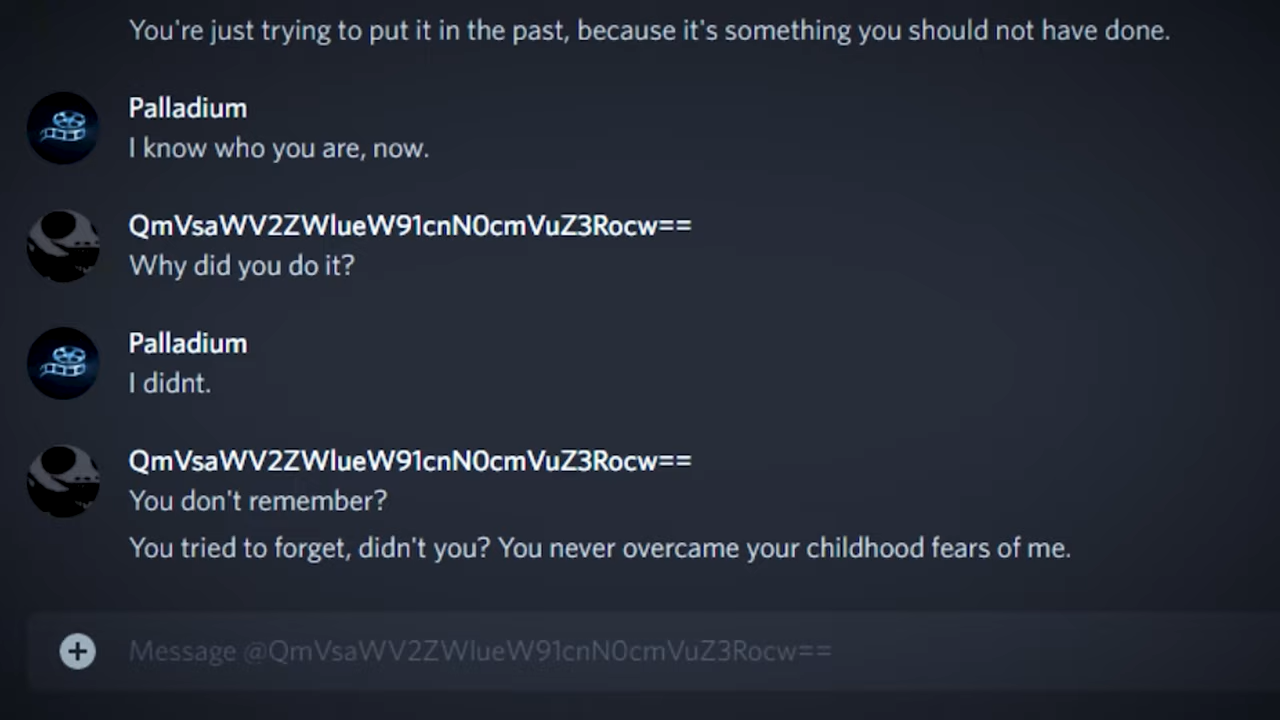 You're just trying to put it in the past, because it's something you should not have done.
Palladium
I know who you are, now.
QmVsaWV2ZWlueW91cnN0cmVuZ3Rocw==
Why did you do it?
Palladium
I didnt.
QmVsaWV2ZWlueW91cnN0cmVuZ3Rocw==
You don't remember?
You tried to forget, didn't you? You never overcame your childhood fears of me.
Message @QmVsaWV2ZWlueW91cnN0cmVuZ3Rocw==